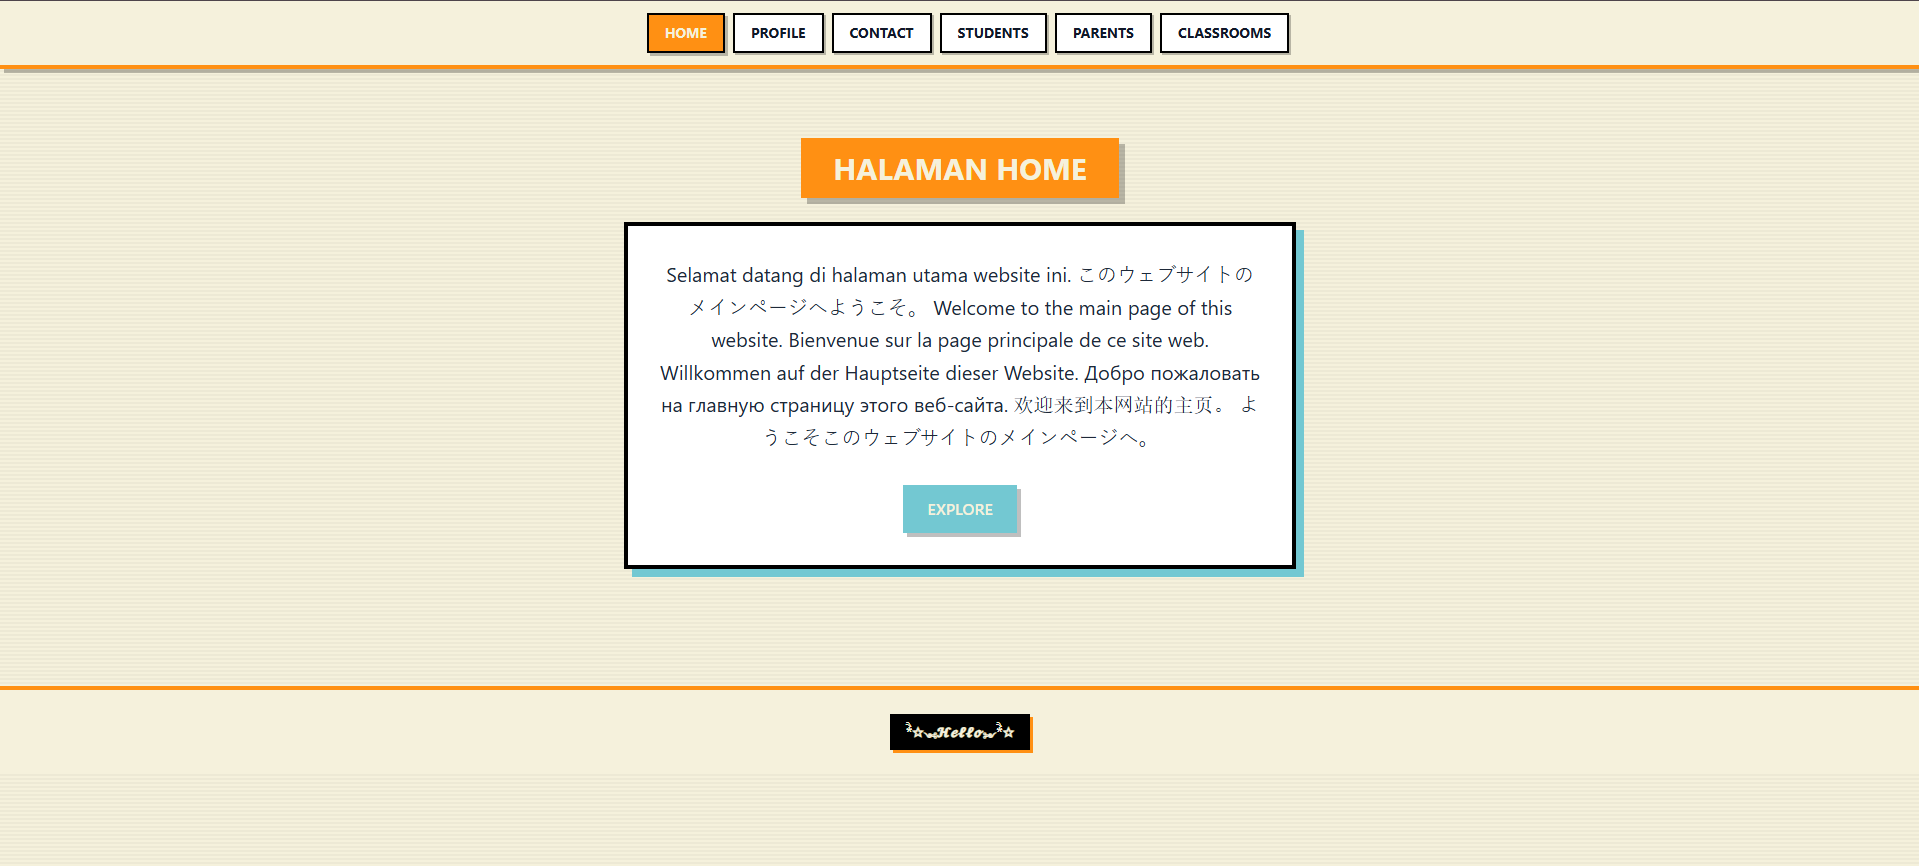 HOME PROFILE CONTACT STUDENTS PARENTS CLASSROOMS
HALAMAN HOME
Selamat datang di halaman utama website ini. このウェブサイトの
メインページへようこそ。 Welcome to the main page of this
website. Bienvenue sur la page principale de ce site web.
Willkommen auf der Hauptseite dieser Website. Добро пожаловать
на главную страницу этого веб-сайта. 欢迎来到本网站的主页。 よ
うこそこのウェブサイトのメインページへ。
EXPLORE
𝓗𝓮𝓵𝓵𝓸